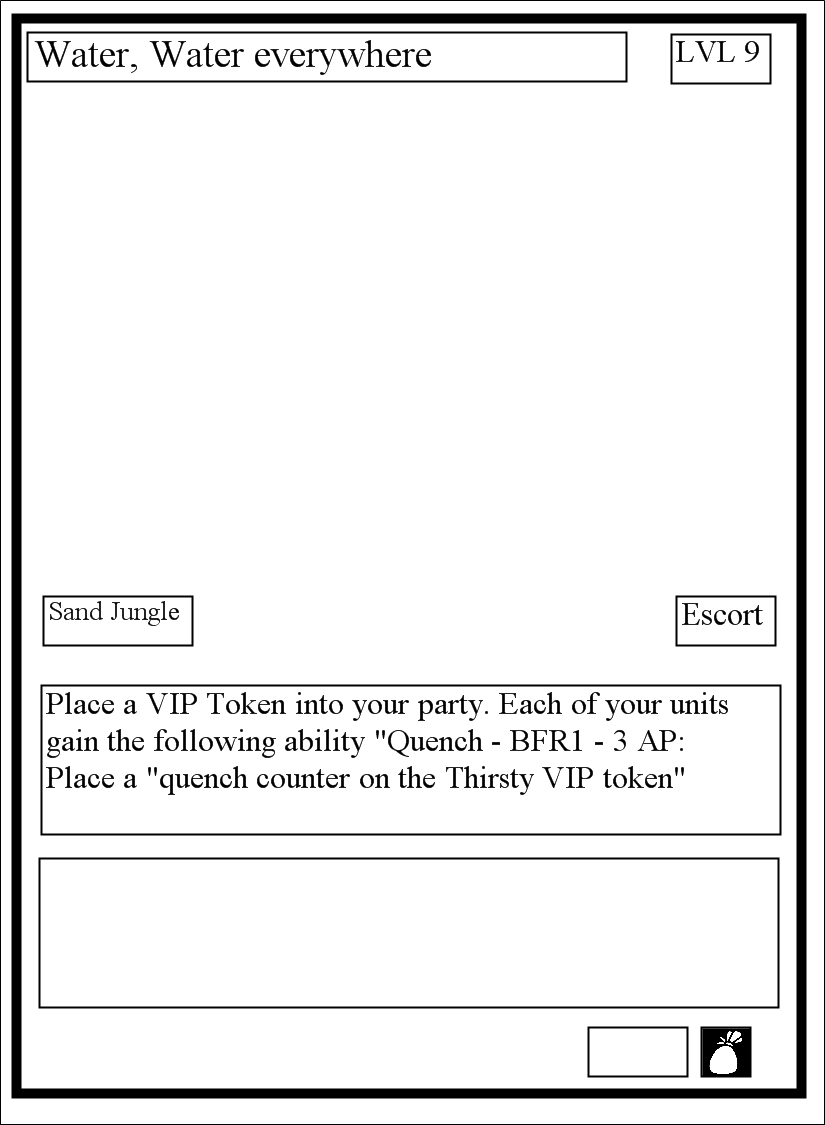 Water, Water everywhere
LVL 9
Sand Jungle
Escort
Place a VIP Token into your party. Each of your units
gain the following ability "Quench - BFR1 - 3 AP:
Place a "quench counter on the Thirsty VIP token"